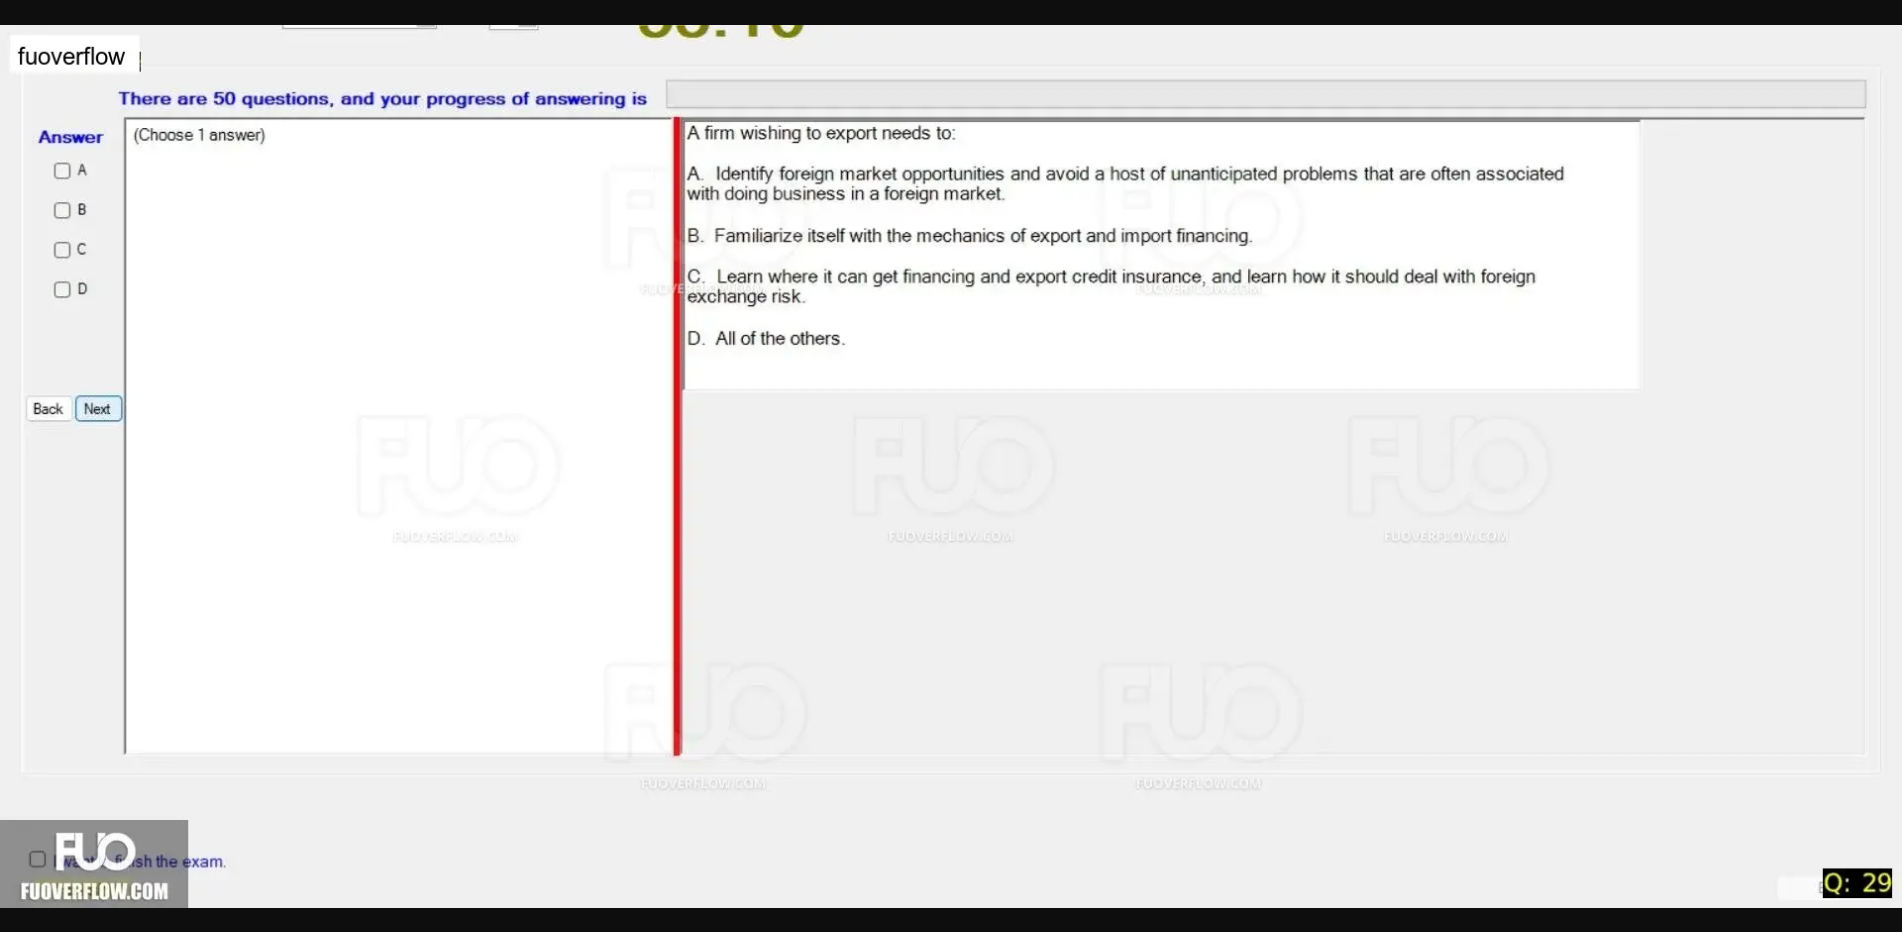 fuoverflow
There are 50 questions, and your progress of answering is
Answer
A
B
C
D
Back
Next
(Choose 1 answer)
A firm wishing to export needs to:
A. Identify foreign market opportunities and avoid a host of unanticipated problems that are often associated
with doing business in a foreign market.
B. Familiarize itself with the mechanics of export and import financing.
C. Learn where it can get financing and export credit insurance, and learn how it should deal with foreign
exchange risk.
D. All of the others.
FUO
FUOVERFLOW.COM
FUO
FUOVERFLOW.COM
FUO
FUOVERFLOW.COM
FUO
FUOVERFLOW.COM
FUO
FUOVERFLOW.COM
FUO
FUOVERFLOW.COM
FUO
FUOVERFLOW.COM
the exam.
FUO
FUOVERFLOW.COM
Q: 29